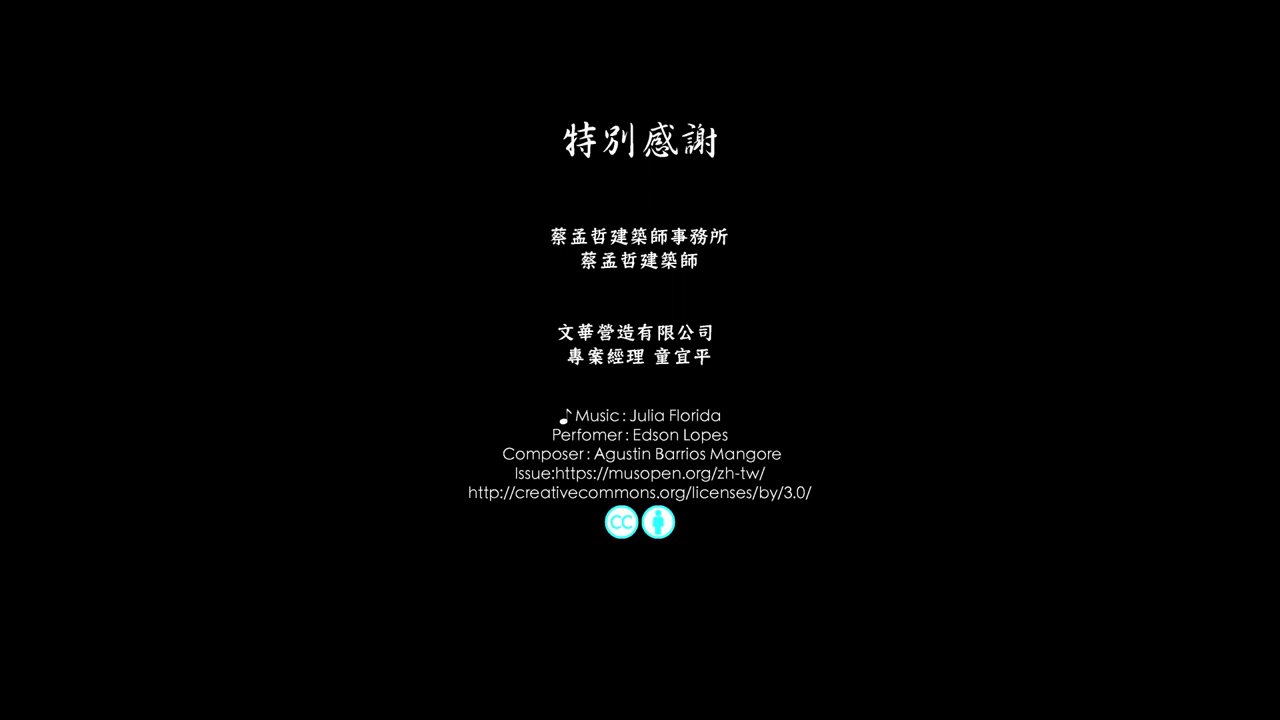 特別感謝
蔡孟哲建築師事務所
蔡孟哲建築師
文華營造有限公司
專案經理 童宜平
♪Music : Julia Florida
Perfomer : Edson Lopes
Composer : Agustin Barrios Mangore
Issue:https://musopen.org/zh-tw/
http://creativecommons.org/licenses/by/3.0/
CC